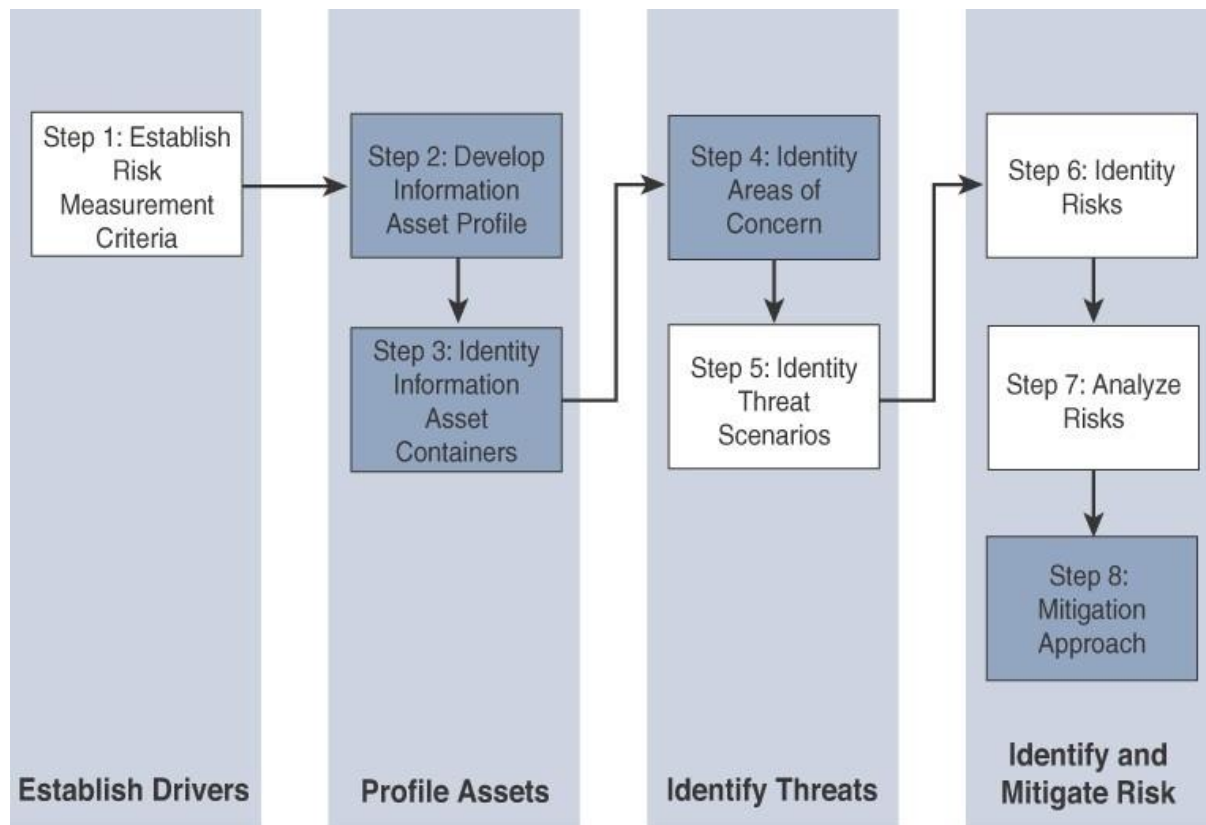 Step 1: Establish
Risk
Measurement
Criteria
Step 2: Develop
Information
Asset Profile
Step 3: Identity
Information
Asset
Containers
Step 4: Identity
Areas of
Concern
Step 5: Identity
Threat
Scenarios
Step 6: Identity
Risks
Step 7: Analyze
Risks
Step 8:
Mitigation
Approach
Establish Drivers
Profile Assets
Identify Threats
Identify and
Mitigate Risk